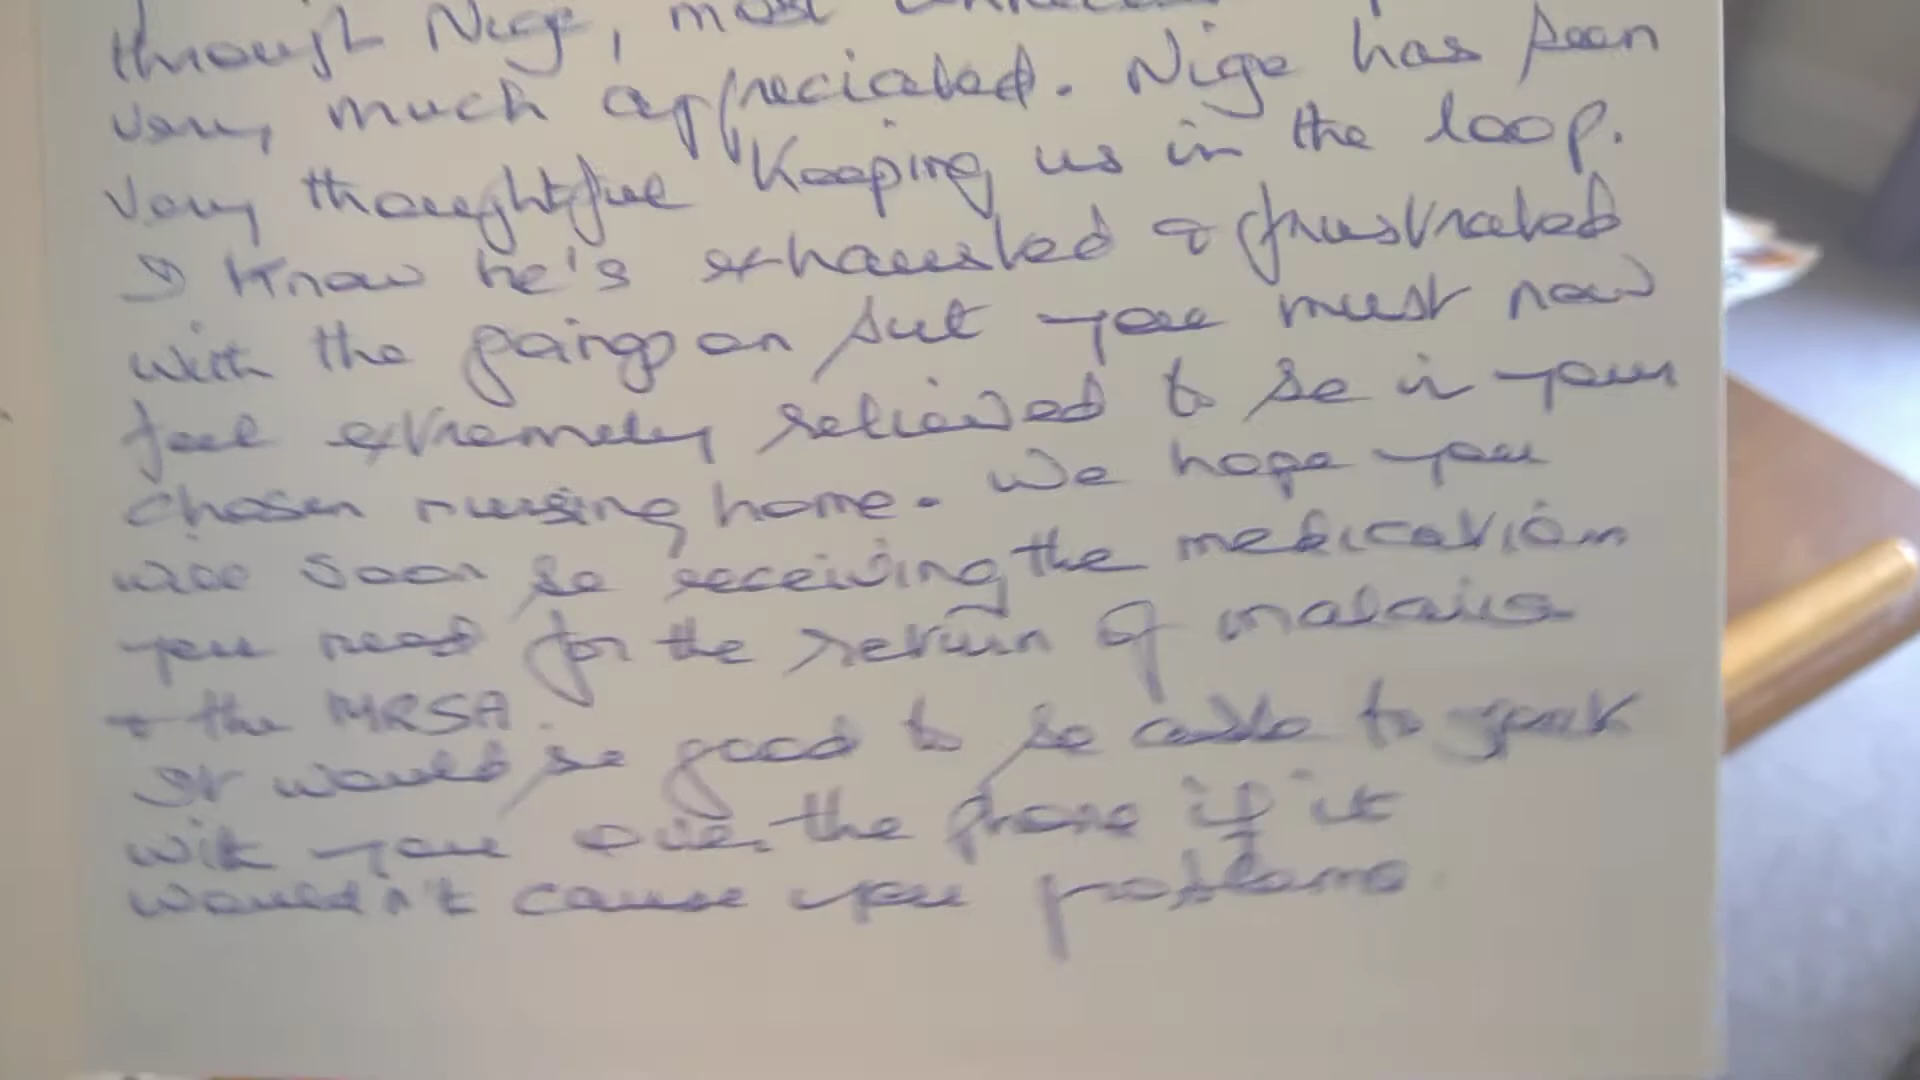 through Nige, most
very much appreciated. Nige has been
very thoughtful keeping us in the loop.
I know he's exhausted & frustrated
with the goings on but you must now
feel extremely relieved to be in your
chosen nursing home. We hope you
will soon be receiving the medication
you need for the return of malaria
& the MRSA.
It would be good to be able to speak
with you over the phone if it
wouldn't cause you problems